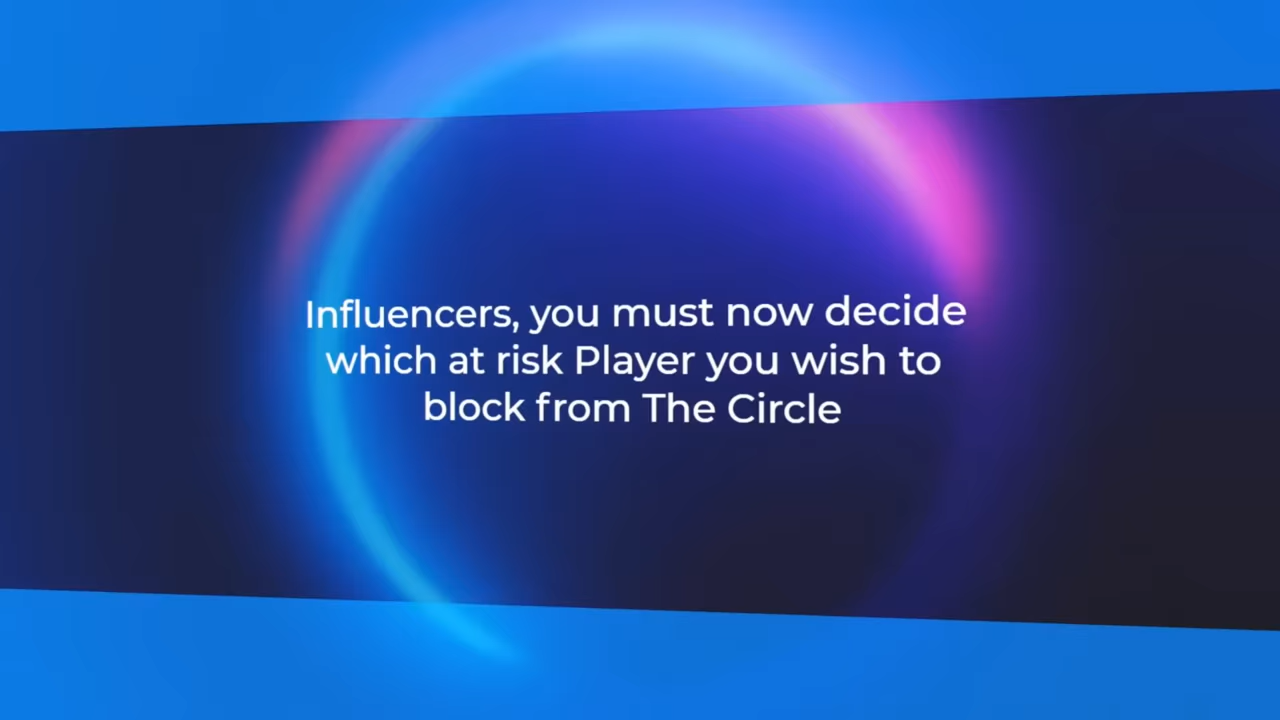 Influencers, you must now decide
which at risk Player you wish to
block from The Circle